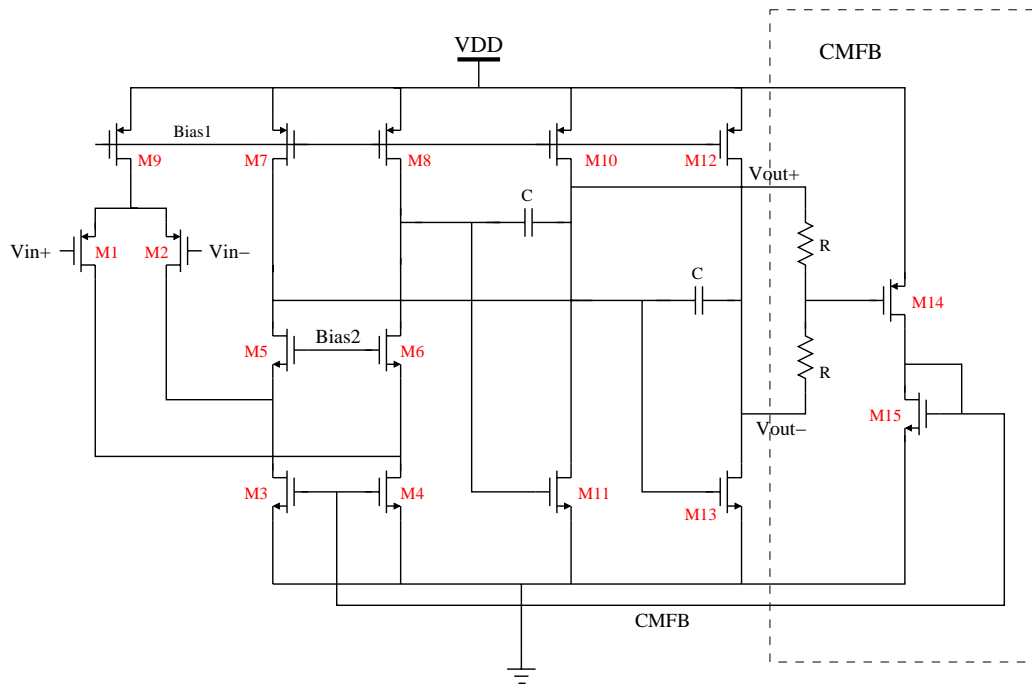 CMFB
VDD
Bias1
M9
M7
M8
M10
M12
Vout+
C
R
Vin+
M1
M2
Vin−
C
M14
Bias2
M5
M6
R
M15
Vout−
M3
M4
M11
M13
CMFB